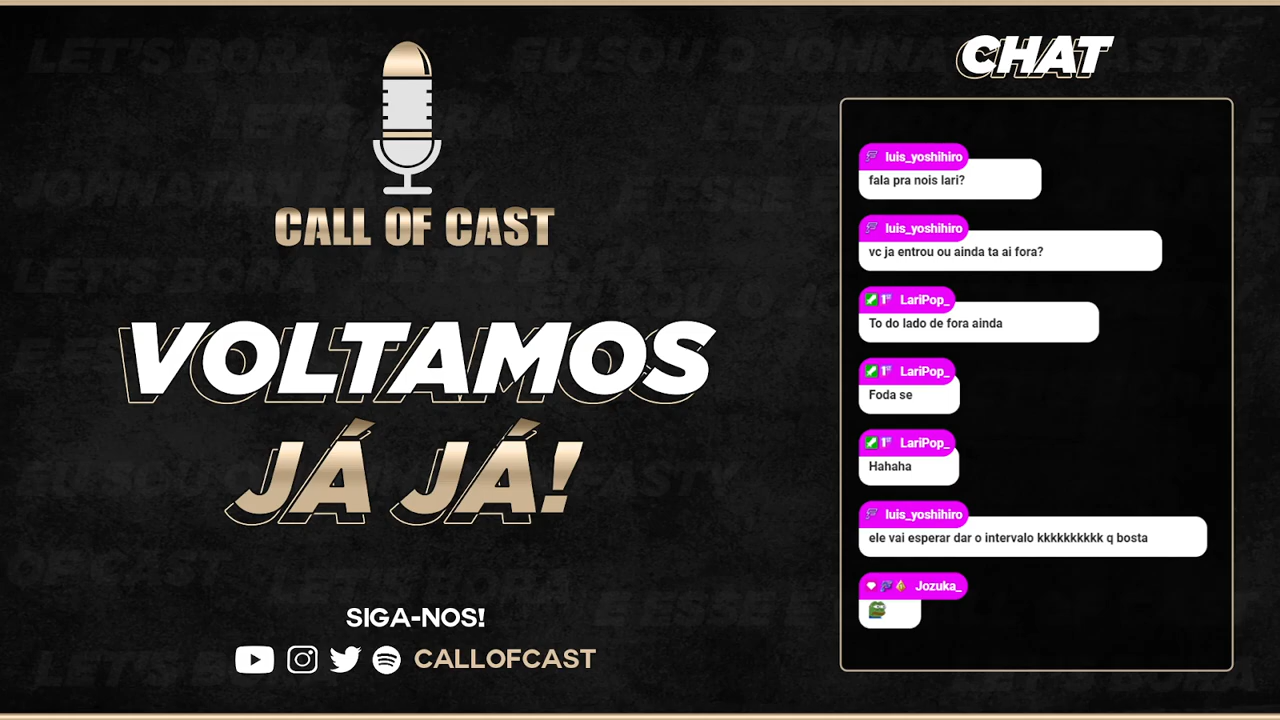 CALL OF CAST
VOLTAMOS
JÁ JÁ!
SIGA-NOS!
CALLOFCAST
CHAT
luis_yoshihiro
fala pra nois lari?
luis_yoshihiro
vc ja entrou ou ainda ta ai fora?
LariPop_
To do lado de fora ainda
LariPop_
Foda se
LariPop_
Hahaha
luis_yoshihiro
ele vai esperar dar o intervalo kkkkkkkkkk q bosta
Jozuka_